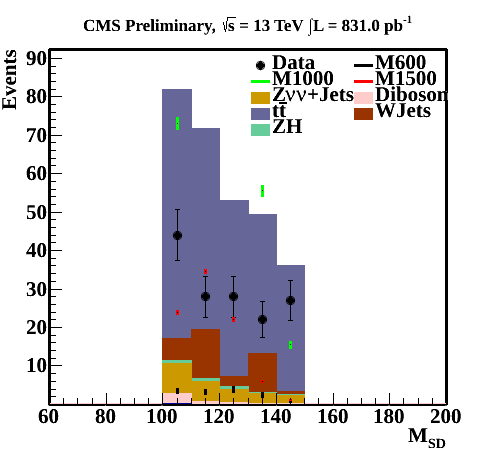 CMS Preliminary, √s = 13 TeV ∫L = 831.0 pb⁻¹
Events
90
80
70
60
50
40
30
20
10
Data
M600
M1000
M1500
Zνν+Jets
Diboson
tt̄
WJets
ZH
60 80 100 120 140 160 180 200
M_SD